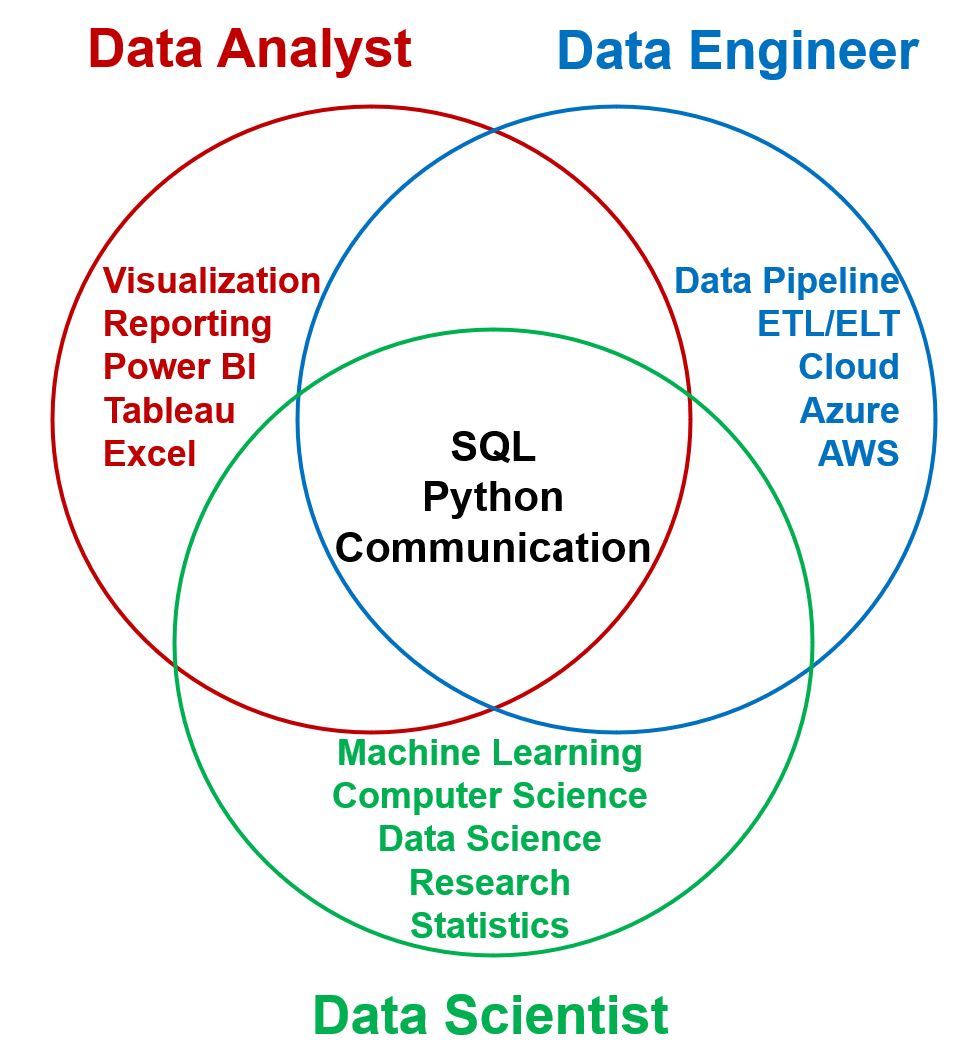 Data Analyst
Data Engineer
Visualization
Reporting
Power BI
Tableau
Excel
Data Pipeline
ETL/ELT
Cloud
Azure
AWS
SQL
Python
Communication
Machine Learning
Computer Science
Data Science
Research
Statistics
Data Scientist